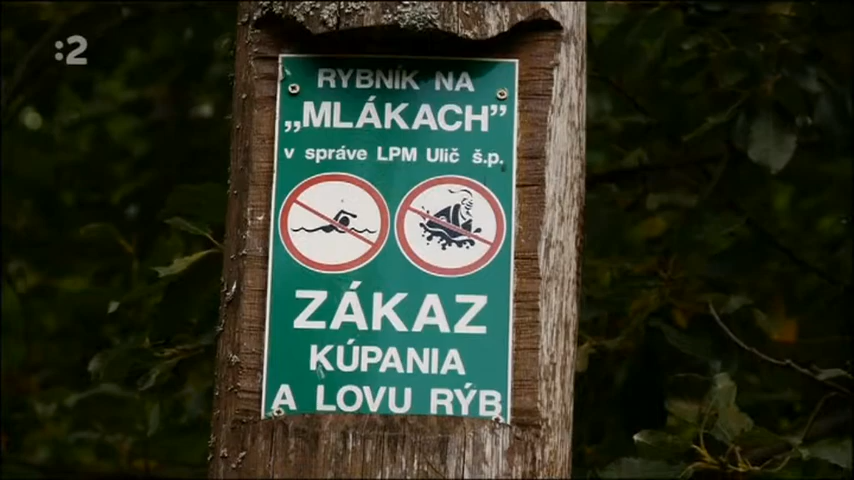 :2
RYBNÍK NA
„MLÁKACH”
v správe LPM Ulič š.p.
ZÁKAZ
KÚPANIA
A LOVU RÝB